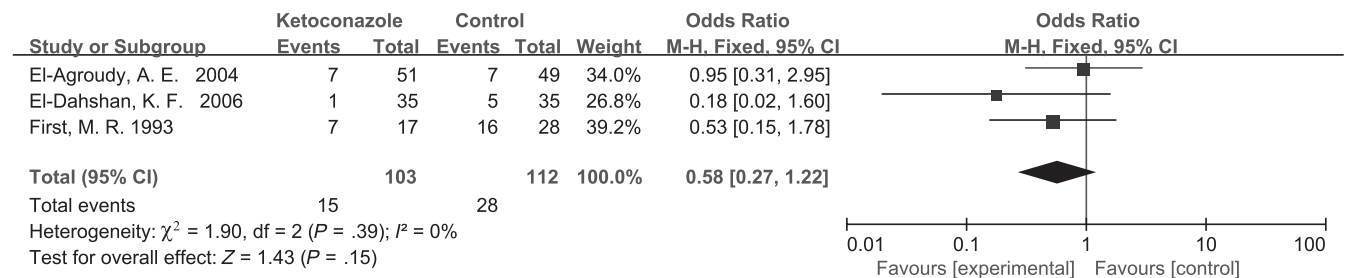 Ketoconazole Control Odds Ratio Odds Ratio
Study or Subgroup Events Total Events Total Weight M-H, Fixed, 95% CI M-H, Fixed, 95% CI
El-Agroudy, A. E. 2004 7 51 7 49 34.0% 0.95 [0.31, 2.95]
El-Dahshan, K. F. 2006 1 35 5 35 26.8% 0.18 [0.02, 1.60]
First, M. R. 1993 7 17 16 28 39.2% 0.53 [0.15, 1.78]
Total (95% CI) 103 112 100.0% 0.58 [0.27, 1.22]
Total events 15 28
Heterogeneity: χ² = 1.90, df = 2 (P = .39); I² = 0%
Test for overall effect: Z = 1.43 (P = .15)
0.01 0.1 1 10 100
Favours [experimental] Favours [control]